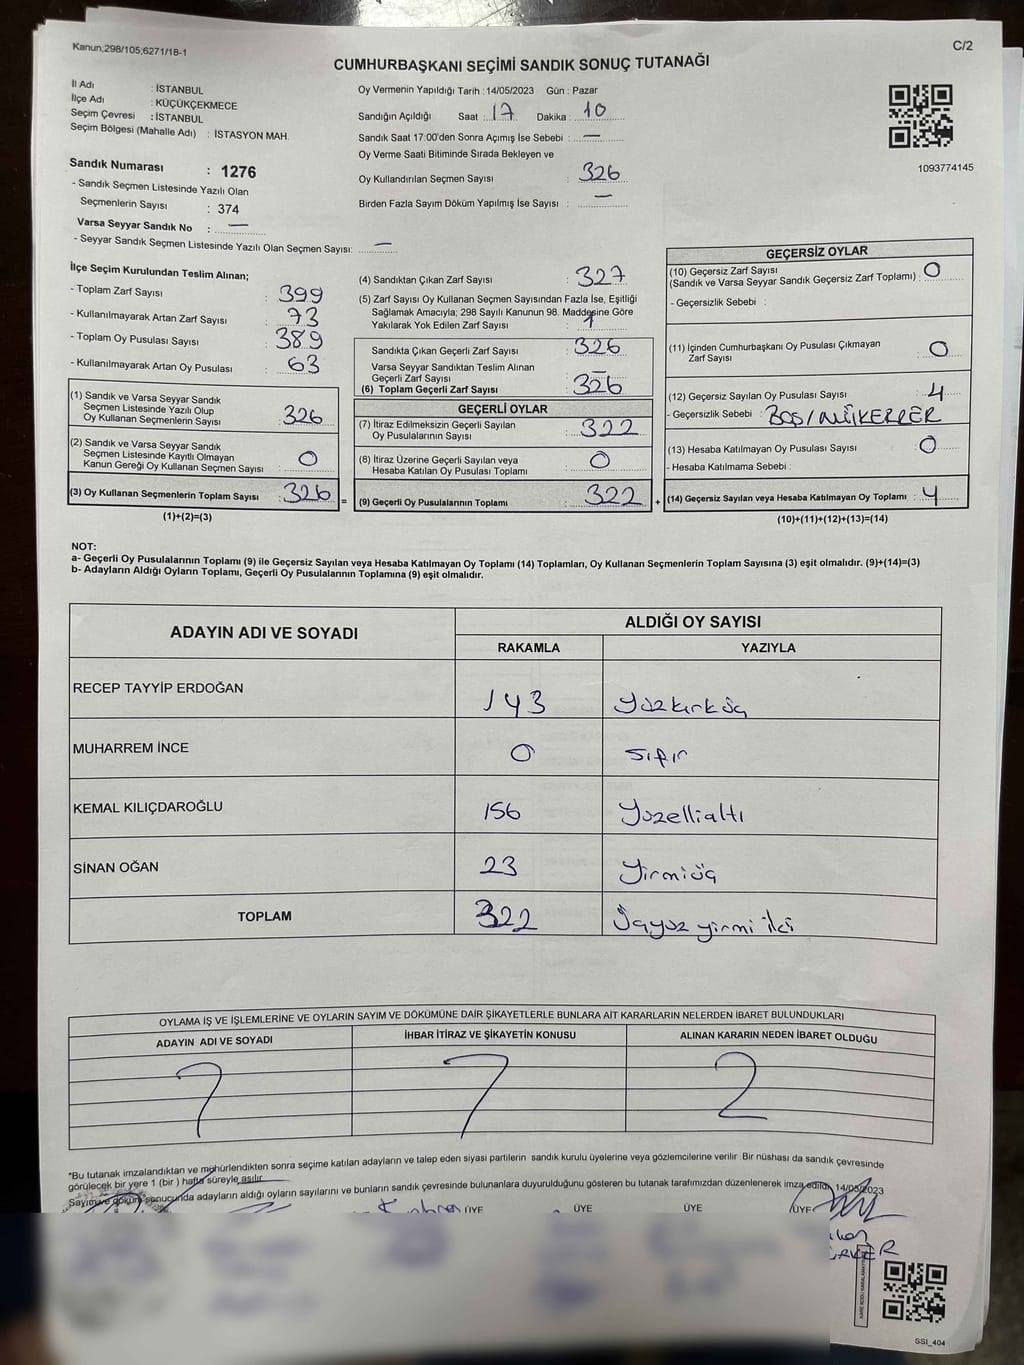 Kanun;298/105;6271/18-1
C/2
CUMHURBAŞKANI SEÇİMİ SANDIK SONUÇ TUTANAĞI
İl Adı : İSTANBUL
İlçe Adı : KÜÇÜKÇEKMECE
Seçim Çevresi : İSTANBUL
Seçim Bölgesi (Mahalle Adı) : İSTASYON MAH.
Sandık Numarası : 1276
- Sandık Seçmen Listesinde Yazılı Olan
Seçmenlerin Sayısı : 374
Varsa Seyyar Sandık No : —
- Seyyar Sandık Seçmen Listesinde Yazılı Olan Seçmen Sayısı: —
Oy Vermenin Yapıldığı Tarih : 14/05/2023 Gün : Pazar
Sandığın Açıldığı Saat : 17 Dakika : 10
Sandık Saat 17:00'den Sonra Açımış İse Sebebi : —
Oy Verme Saati Bitiminde Sırada Bekleyen ve
Oy Kullandırılan Seçmen Sayısı : 326
Birden Fazla Sayım Döküm Yapılmış İse Sayısı : —
1093774145
İlçe Seçim Kurulundan Teslim Alınan;
- Toplam Zarf Sayısı : 399
- Kullanılmayarak Artan Zarf Sayısı : 73
- Toplam Oy Pusulası Sayısı : 389
- Kullanılmayarak Artan Oy Pusulası : 63
(1) Sandık ve Varsa Seyyar Sandık
Seçmen Listesinde Yazılı Olup
Oy Kullanan Seçmenlerin Sayısı : 326
(2) Sandık ve Varsa Seyyar Sandık
Seçmen Listesinde Kayıtlı Olmayan
Kanun Gereği Oy Kullanan Seçmen Sayısı : 0
(3) Oy Kullanan Seçmenlerin Toplam Sayısı : 326 =
(1)+(2)=(3)
(4) Sandıktan Çıkan Zarf Sayısı : 327
(5) Zarf Sayısı Oy Kullanan Seçmen Sayısından Fazla İse, Eşitliği
Sağlamak Amacıyla; 298 Sayılı Kanunun 98. Maddesine Göre
Yakılarak Yok Edilen Zarf Sayısı : 1
Sandıkta Çıkan Geçerli Zarf Sayısı : 326
Varsa Seyyar Sandıktan Teslim Alınan
Geçerli Zarf Sayısı : —
(6) Toplam Geçerli Zarf Sayısı : 326
GEÇERLİ OYLAR
(7) İtiraz Edilmeksizin Geçerli Sayılan
Oy Pusulalarının Sayısı : 322
(8) İtiraz Üzerine Geçerli Sayılan veya
Hesaba Katılan Oy Pusulası Toplamı : 0
(9) Geçerli Oy Pusulalarının Toplamı : 322 +
GEÇERSİZ OYLAR
(10) Geçersiz Zarf Sayısı
(Sandık ve Varsa Seyyar Sandık Geçersiz Zarf Toplamı) : 0
- Geçersizlik Sebebi :
(11) İçinden Cumhurbaşkanı Oy Pusulası Çıkmayan
Zarf Sayısı : 0
(12) Geçersiz Sayılan Oy Pusulası Sayısı : 4
- Geçersizlik Sebebi : BOŞ/MÜKERRER
(13) Hesaba Katılmayan Oy Pusulası Sayısı : 0
- Hesaba Katılmama Sebebi :
(14) Geçersiz Sayılan veya Hesaba Katılmayan Oy Toplamı : 4
(10)+(11)+(12)+(13)=(14)
NOT:
a- Geçerli Oy Pusulalarının Toplamı (9) ile Geçersiz Sayılan veya Hesaba Katılmayan Oy Toplamı (14) Toplamları, Oy Kullanan Seçmenlerin Toplam Sayısına (3) eşit olmalıdır. (9)+(14)=(3)
b- Adayların Aldığı Oyların Toplamı, Geçerli Oy Pusulalarının Toplamına (9) eşit olmalıdır.
ADAYIN ADI VE SOYADI ALDIĞI OY SAYISI
RAKAMLA YAZIYLA
RECEP TAYYİP ERDOĞAN 143 Yüzkırküç
MUHARREM İNCE 0 sıfır
KEMAL KILIÇDAROĞLU 156 Yüzellialtı
SİNAN OĞAN 23 Yirmiüç
TOPLAM 322 Üçyüz yirmi iki
OYLAMA İŞ VE İŞLEMLERİNE VE OYLARIN SAYIM VE DÖKÜMÜNE DAİR ŞİKAYETLERLE BUNLARA AİT KARARLARIN NELERDEN İBARET BULUNDUKLARI
ADAYIN ADI VE SOYADI İHBAR İTİRAZ VE ŞİKAYETİN KONUSU ALINAN KARARIN NEDEN İBARET OLDUĞU
*Bu tutanak imzalandıktan ve mühürlendikten sonra seçime katılan adayların ve talep eden siyasi partilerin sandık kurulu üyelerine veya gözlemcilerine verilir. Bir nüshası da sandık çevresinde
görülecek bir yere 1 (bir ) hafta süreyle asılır.
Sayım ve döküm sonucunda adayların aldığı oyların sayılarını ve bunların sandık çevresinde bulunanlara duyurulduğunu gösteren bu tutanak tarafımızdan düzenlenerek imza edildi. 14/05/2023
ÜYE ÜYE ÜYE ÜYE
SSI_404